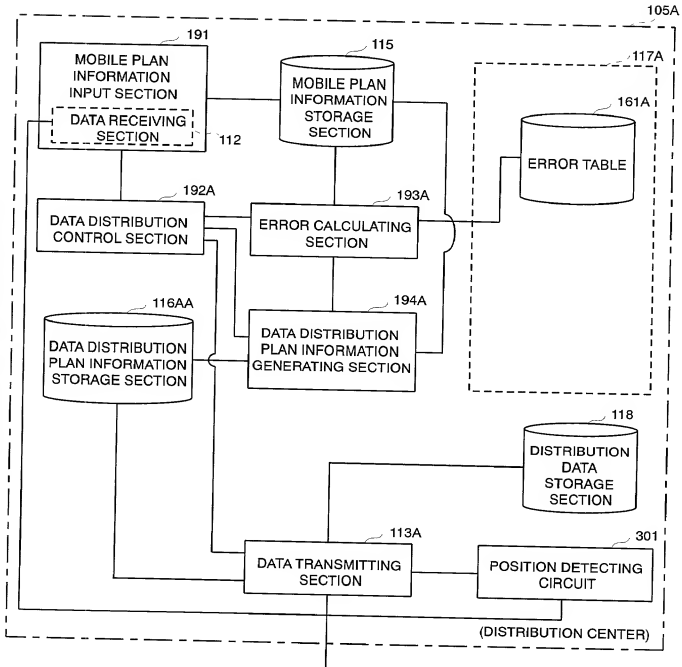 105A
191
MOBILE PLAN
INFORMATION
INPUT SECTION
DATA RECEIVING
SECTION
112
115
MOBILE PLAN
INFORMATION
STORAGE
SECTION
117A
161A
ERROR TABLE
192A
DATA DISTRIBUTION
CONTROL SECTION
193A
ERROR CALCULATING
SECTION
116AA
DATA DISTRIBUTION
PLAN INFORMATION
STORAGE SECTION
194A
DATA DISTRIBUTION
PLAN INFORMATION
GENERATING SECTION
118
DISTRIBUTION
DATA
STORAGE
SECTION
113A
DATA TRANSMITTING
SECTION
301
POSITION DETECTING
CIRCUIT
(DISTRIBUTION CENTER)